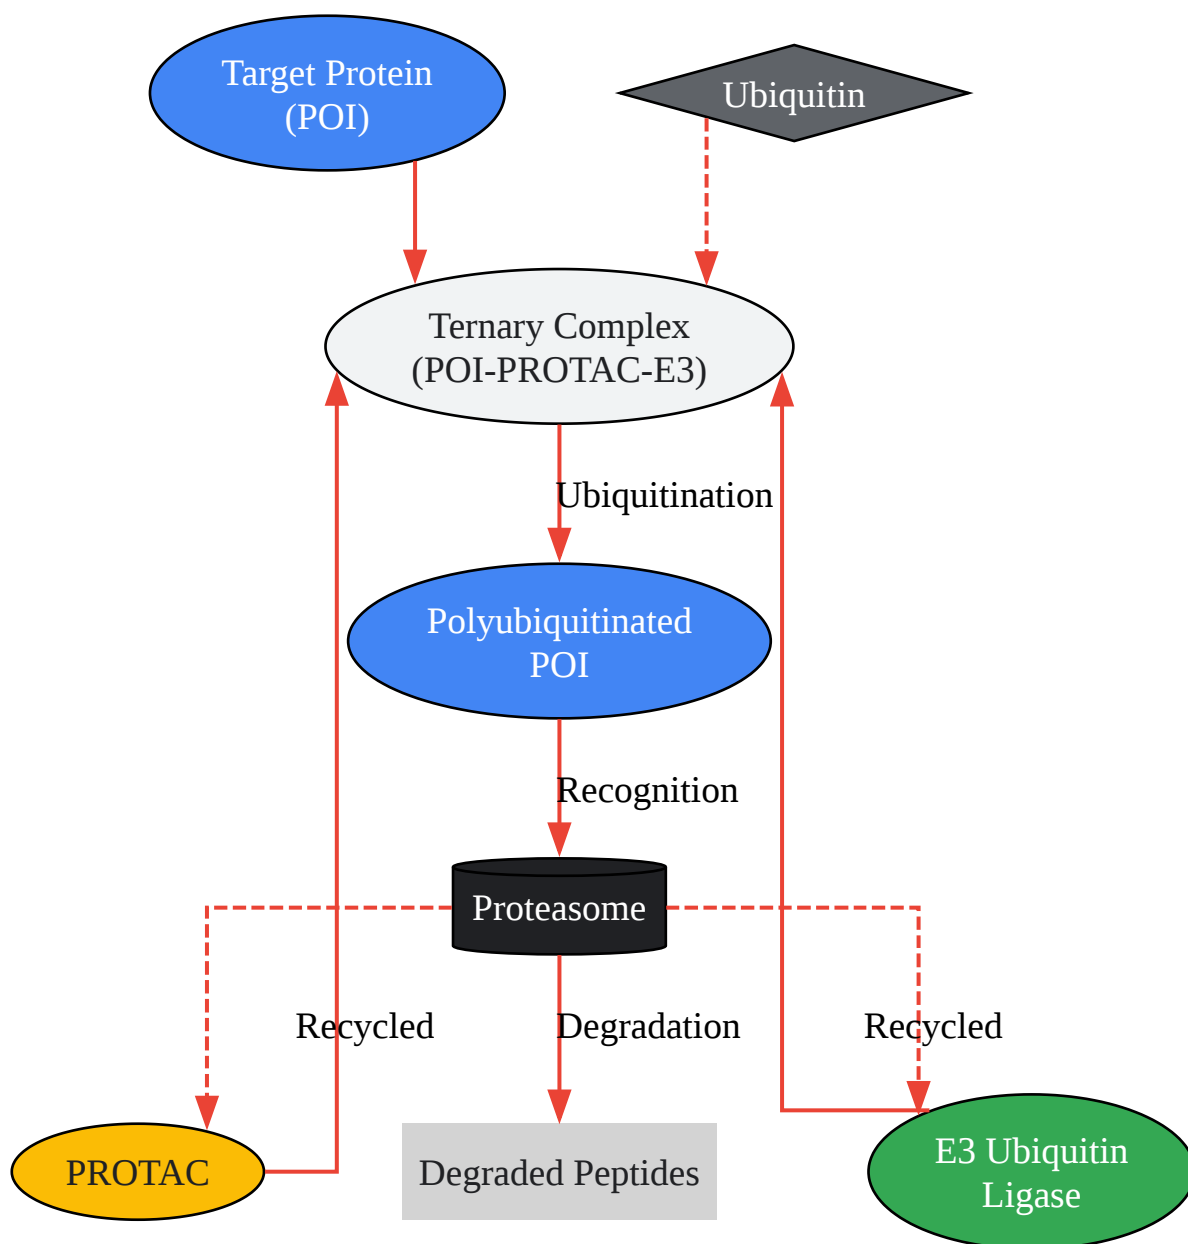 Target Protein
(POI)
Ubiquitin
Ternary Complex
(POI-PROTAC-E3)
Ubiquitination
Polyubiquitinated
POI
Recognition
Proteasome
Recycled
Degradation
Recycled
PROTAC
Degraded Peptides
E3 Ubiquitin
Ligase